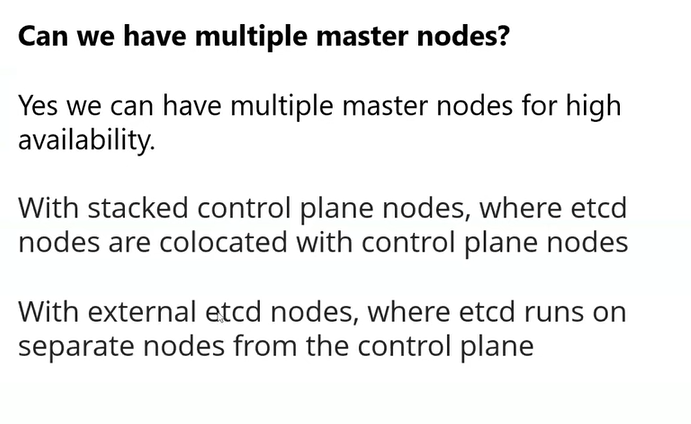 Can we have multiple master nodes?
Yes we can have multiple master nodes for high
availability.
With stacked control plane nodes, where etcd
nodes are colocated with control plane nodes
With external etcd nodes, where etcd runs on
separate nodes from the control plane